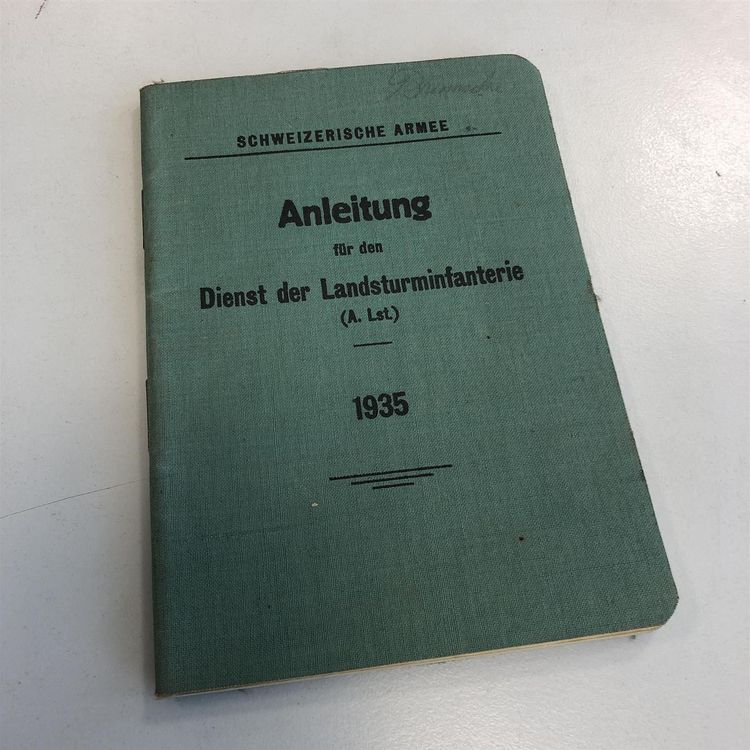 SCHWEIZERISCHE ARMEE
Anleitung
für den
Dienst der Landsturminfanterie
(A. Lst.)
1935